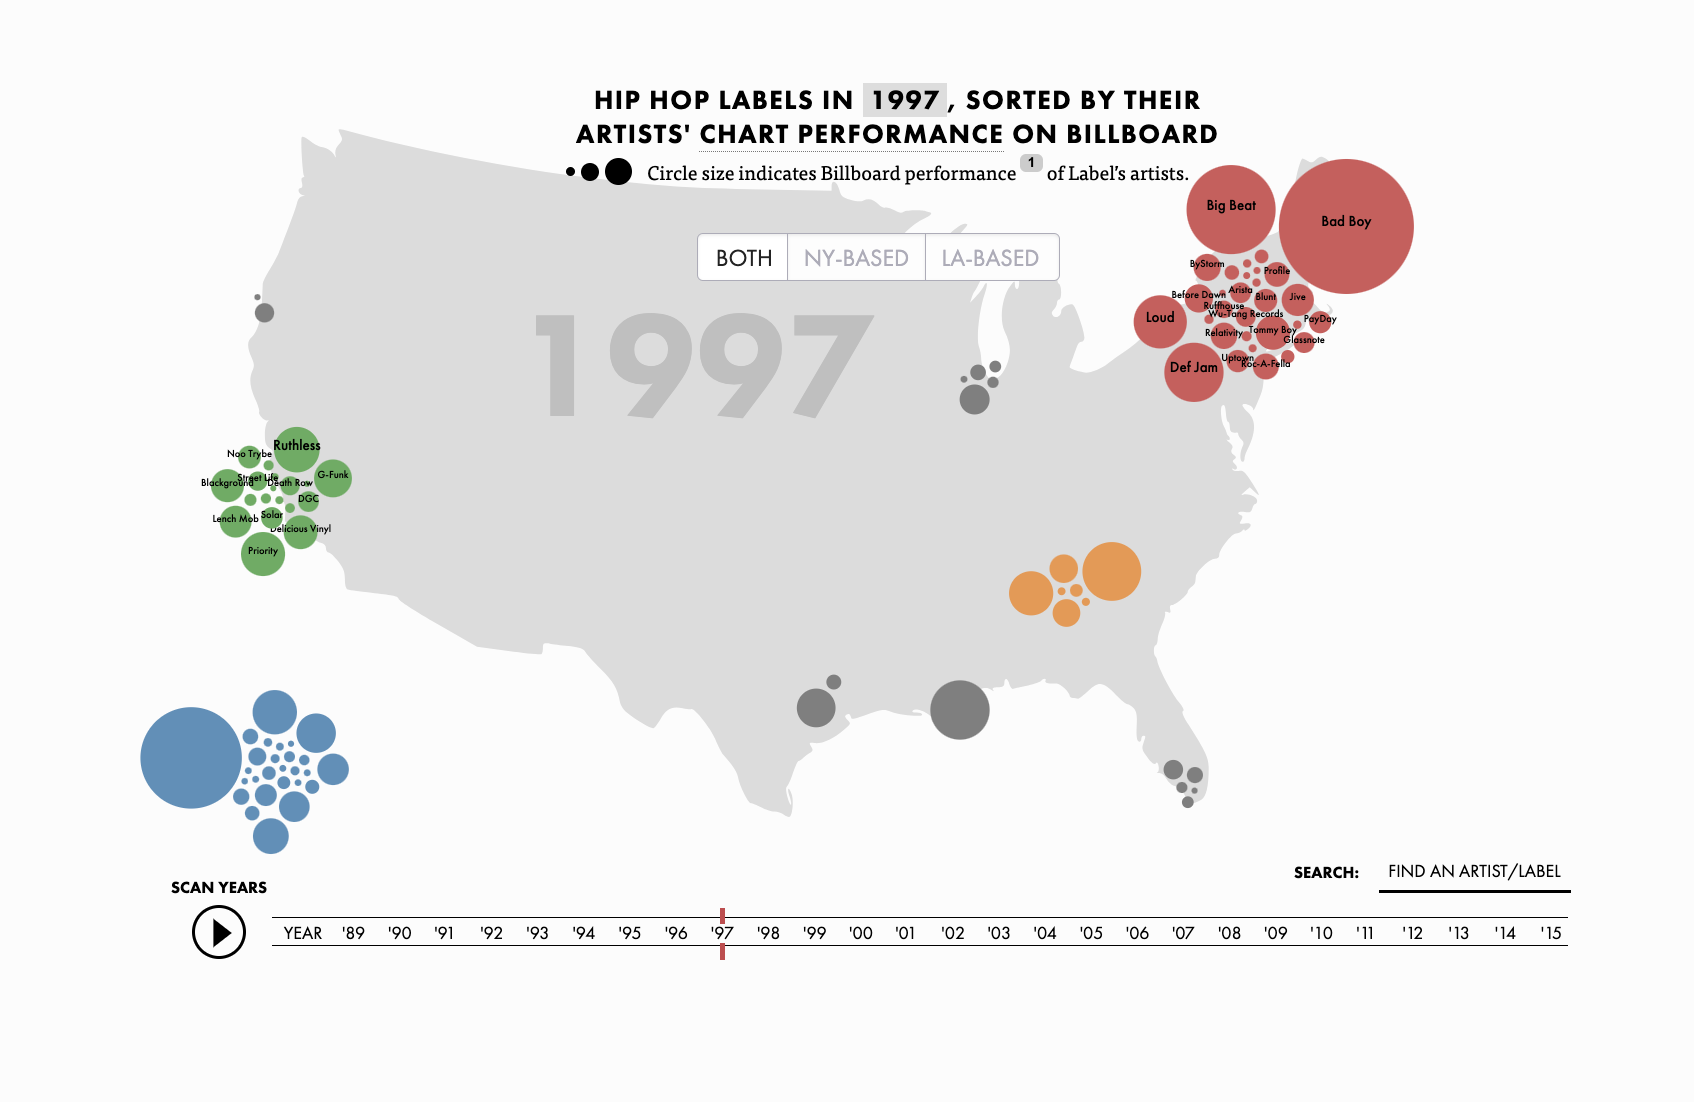 HIP HOP LABELS IN 1997, SORTED BY THEIR
ARTISTS' CHART PERFORMANCE ON BILLBOARD
Circle size indicates Billboard performance 1 of Label's artists.
BOTH NY-BASED LA-BASED
1997
Big Beat
Bad Boy
ByStorm
Profile
Before Dawn
Arista
Blunt
Jive
Ruffhouse
Wu-Tang Records
Loud
PayDay
Relativity
Tommy Boy
Glassnote
Uptown
Roc-A-Fella
Def Jam
Ruthless
Noo Trybe
G-Funk
Street Life
Blackground
Death Row
DGC
Lench Mob
Solar
Delicious Vinyl
Priority
SEARCH: FIND AN ARTIST/LABEL
SCAN YEARS
YEAR '89 '90 '91 '92 '93 '94 '95 '96 '97 '98 '99 '00 '01 '02 '03 '04 '05 '06 '07 '08 '09 '10 '11 '12 '13 '14 '15